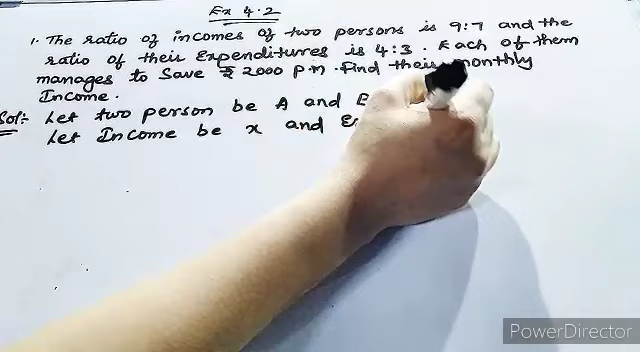 Ex 4.2
1. The ratio of incomes of two persons is 9:7 and the
ratio of their Expenditures is 4:3. Each of them
manages to save ₹ 2000 p.m. Find their monthly
Income.
Sol:- Let two person be A and B
Let Income be x and
PowerDirector